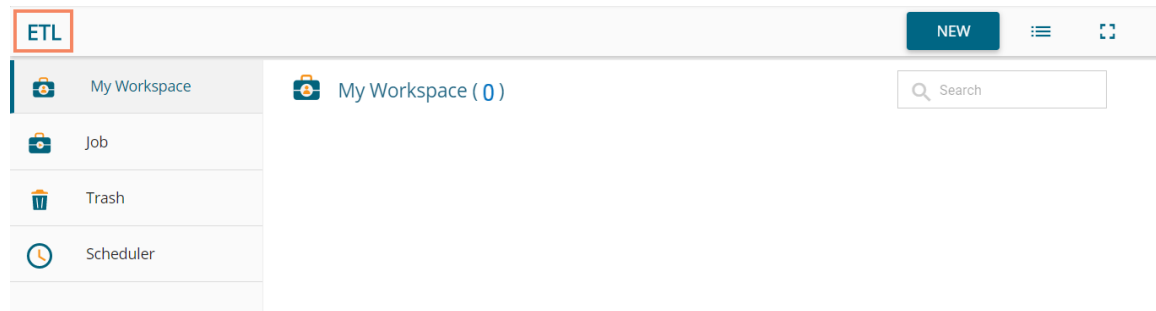 ETL
NEW
My Workspace
My Workspace ( 0 )
Search
Job
Trash
Scheduler